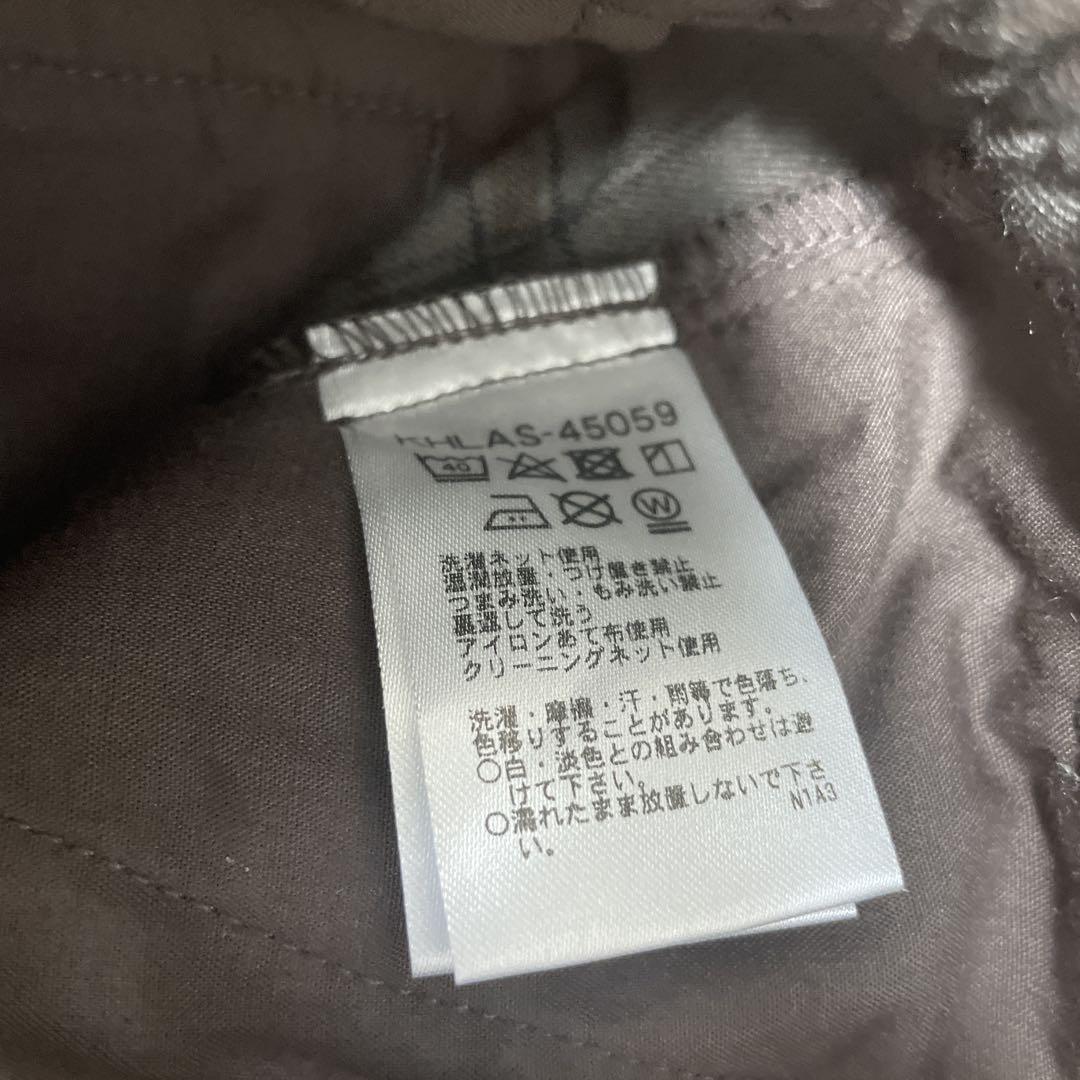 KHLAS-45059
40
W
洗濯ネット使用
温潤放置・つけ置き禁止
つまみ洗い・もみ洗い禁止
裏返して洗う
アイロンあて布使用
クリーニングネット使用
洗濯・摩擦・汗・雨等で色落ち、
色移りすることがあります。
○白・淡色との組み合わせは避
けて下さい。
○濡れたまま放置しないで下さ
い。
N1A3